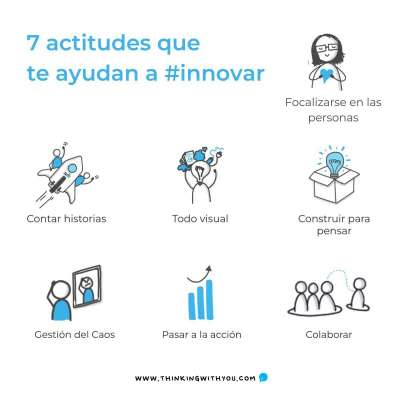 7 actitudes que
te ayudan a #innovar
Focalizarse en las
personas
Contar historias
Todo visual
Construir para
pensar
Gestión del Caos
Pasar a la acción
Colaborar
WWW.THINKINGWITHYOU.COM